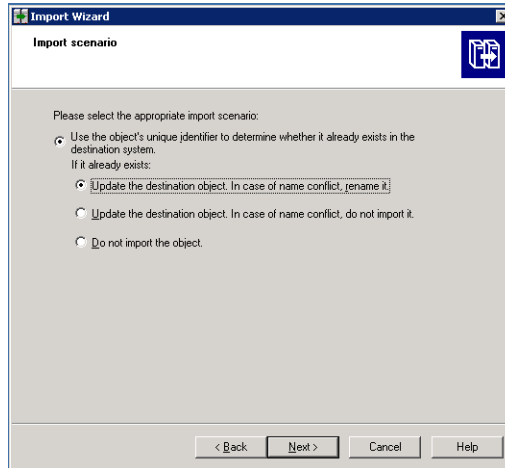 Import Wizard
Import scenario
Please select the appropriate import scenario:
Use the object's unique identifier to determine whether it already exists in the
destination system.
If it already exists:
Update the destination object. In case of name conflict, rename it.
Update the destination object. In case of name conflict, do not import it.
Do not import the object.
< Back Next > Cancel Help